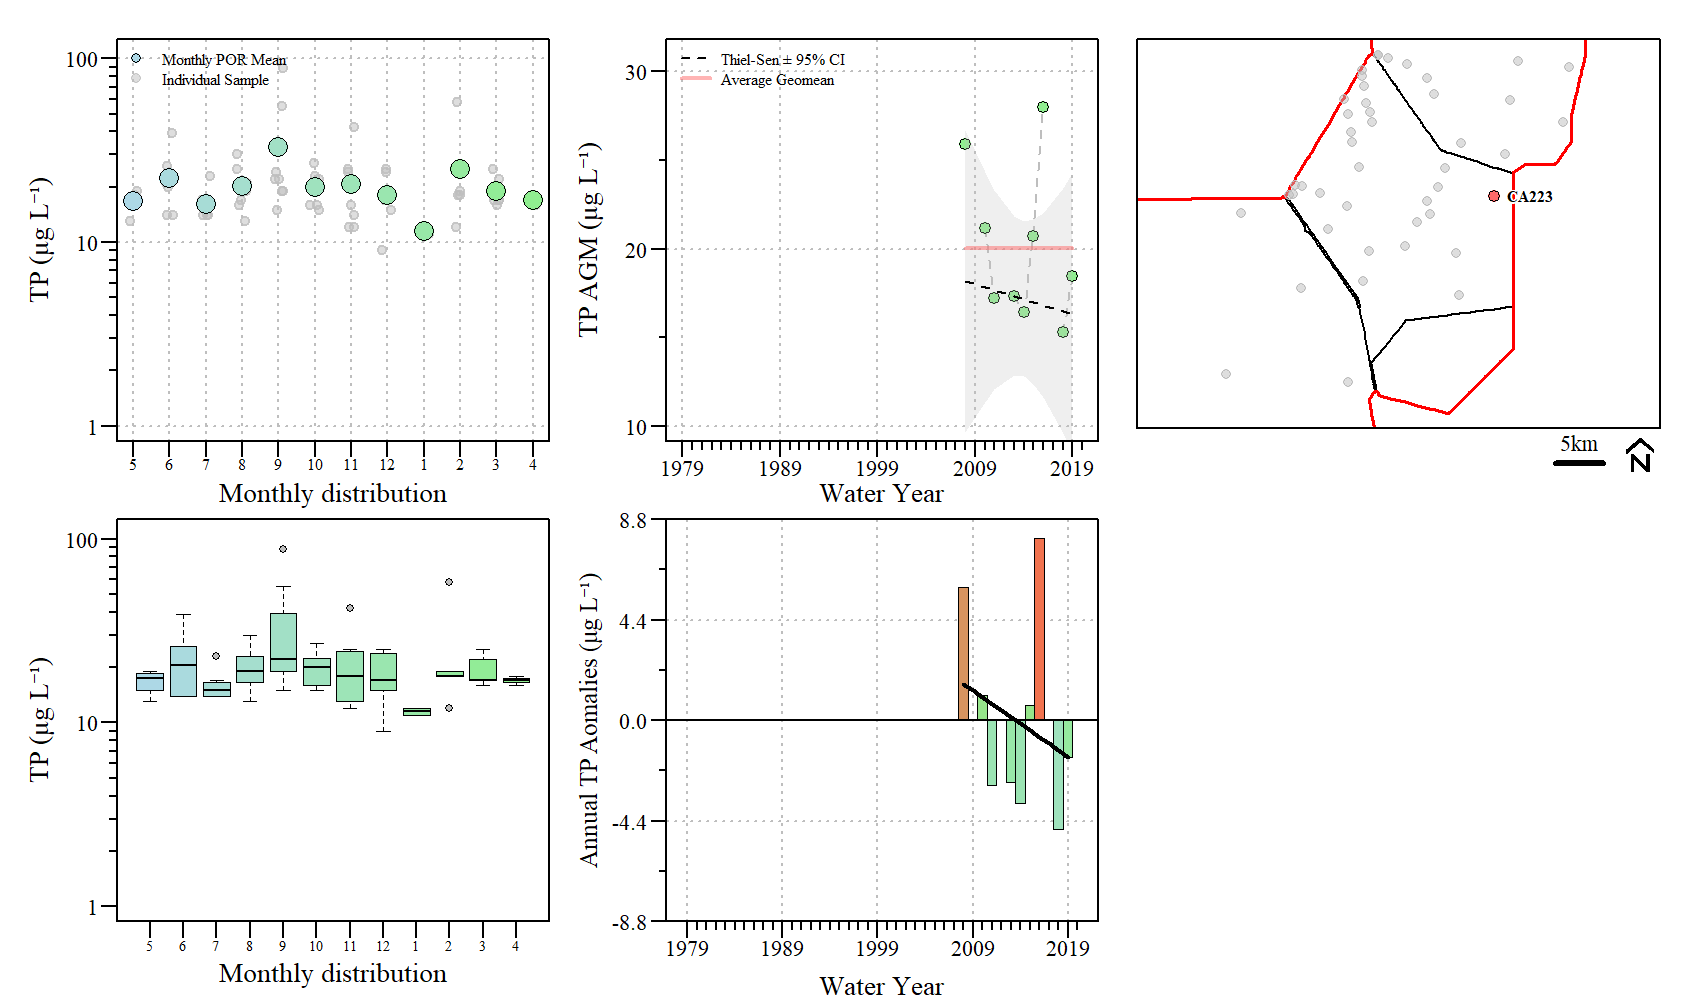 100
10
1
TP (µg L⁻¹)
Monthly POR Mean
Individual Sample
5 6 7 8 9 10 11 12 1 2 3 4
Monthly distribution
30
20
10
TP AGM (µg L⁻¹)
Thiel-Sen ± 95% CI
Average Geomean
1979 1989 1999 2009 2019
Water Year
CA223
5km
N
100
10
1
TP (µg L⁻¹)
5 6 7 8 9 10 11 12 1 2 3 4
Monthly distribution
8.8
4.4
0.0
-4.4
-8.8
Annual TP Aomalies (µg L⁻¹)
1979 1989 1999 2009 2019
Water Year